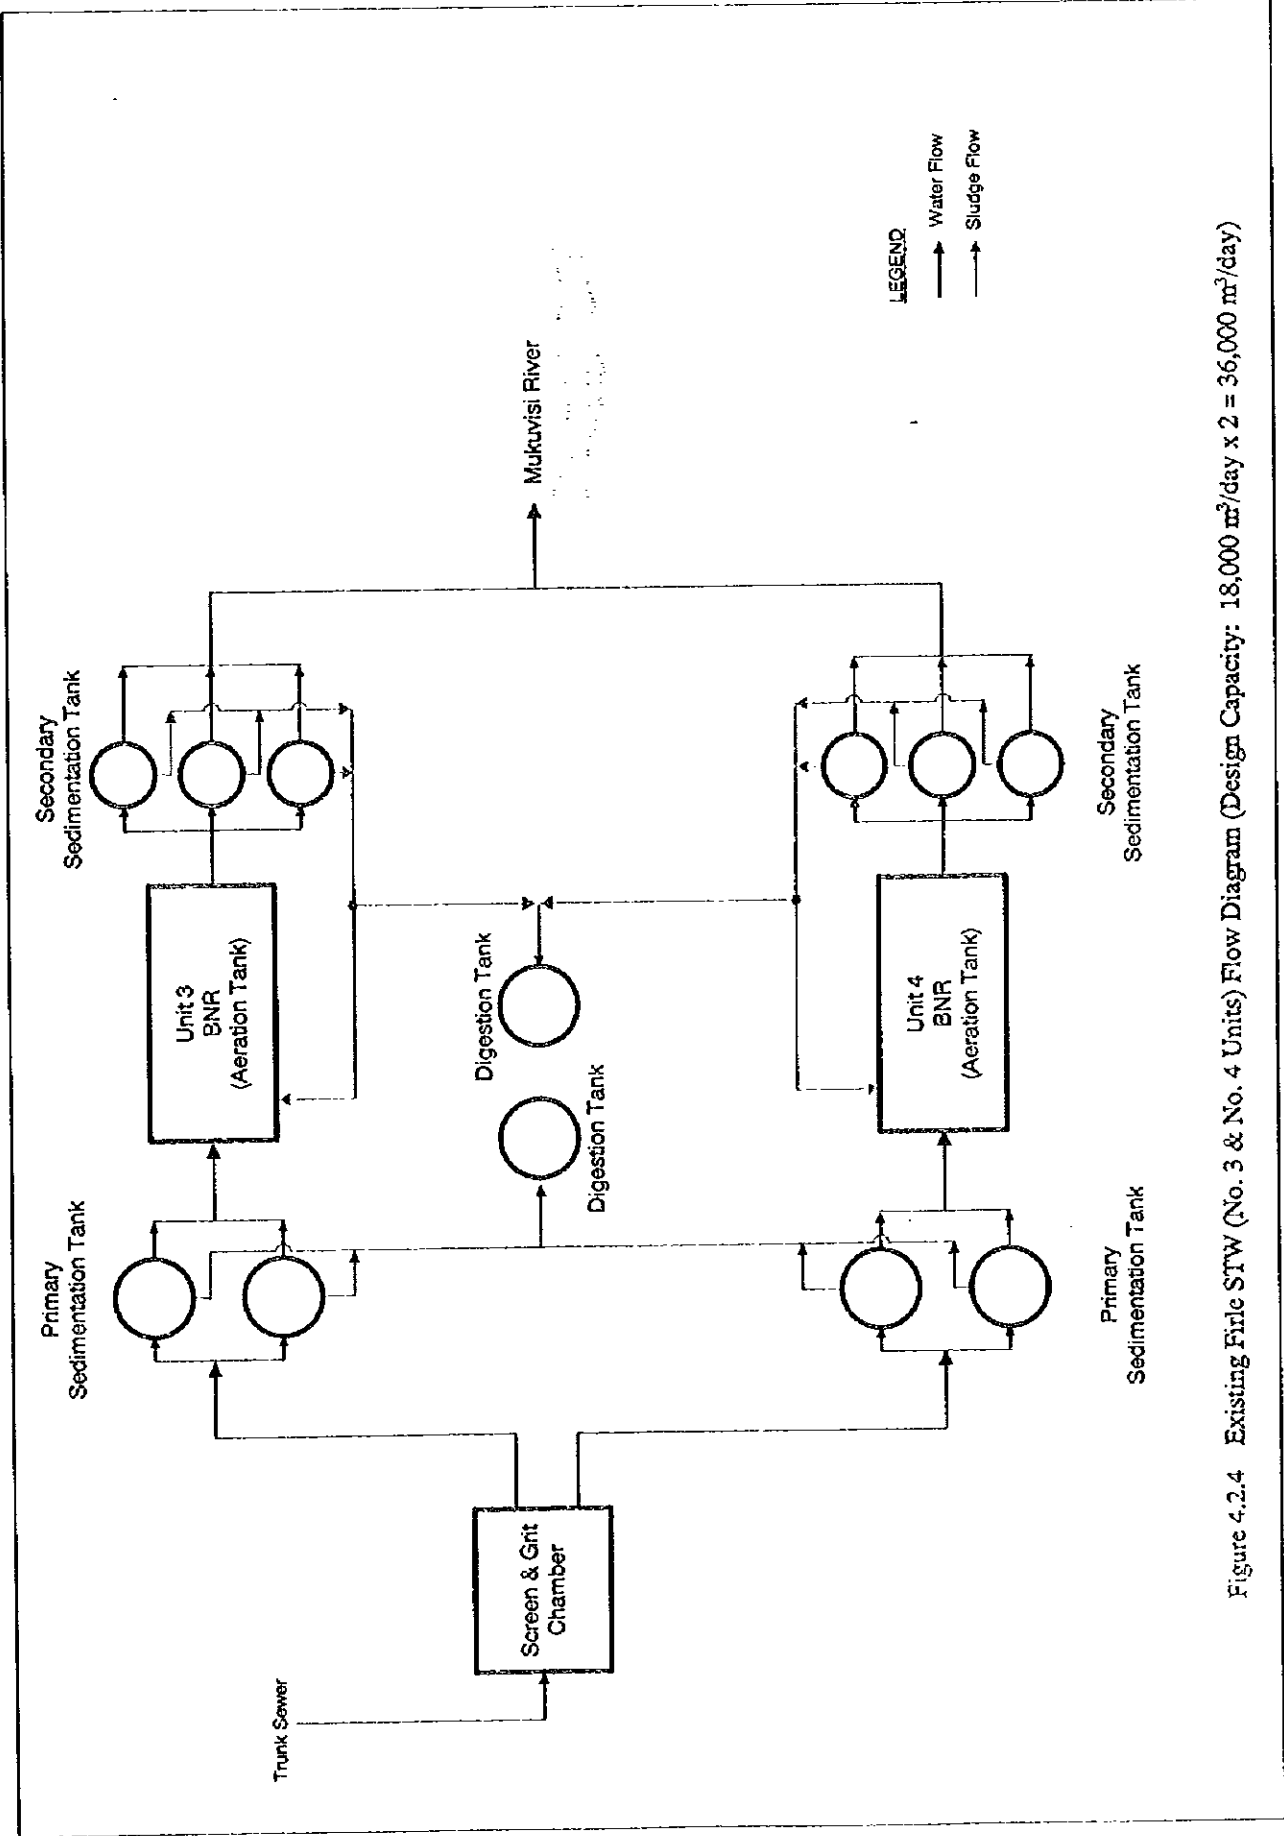 Trunk Sewer
Screen & Grit
Chamber
Primary
Sedimentation Tank
Unit 3
BNR
(Aeration Tank)
Secondary
Sedimentation Tank
Digestion Tank
Digestion Tank
Mukuvisi River
Primary
Sedimentation Tank
Unit 4
BNR
(Aeration Tank)
Secondary
Sedimentation Tank
LEGEND
Water Flow
Sludge Flow
Figure 4.2.4 Existing Firle STW (No. 3 & No. 4 Units) Flow Diagram (Design Capacity: 18,000 m³/day x 2 = 36,000 m³/day)